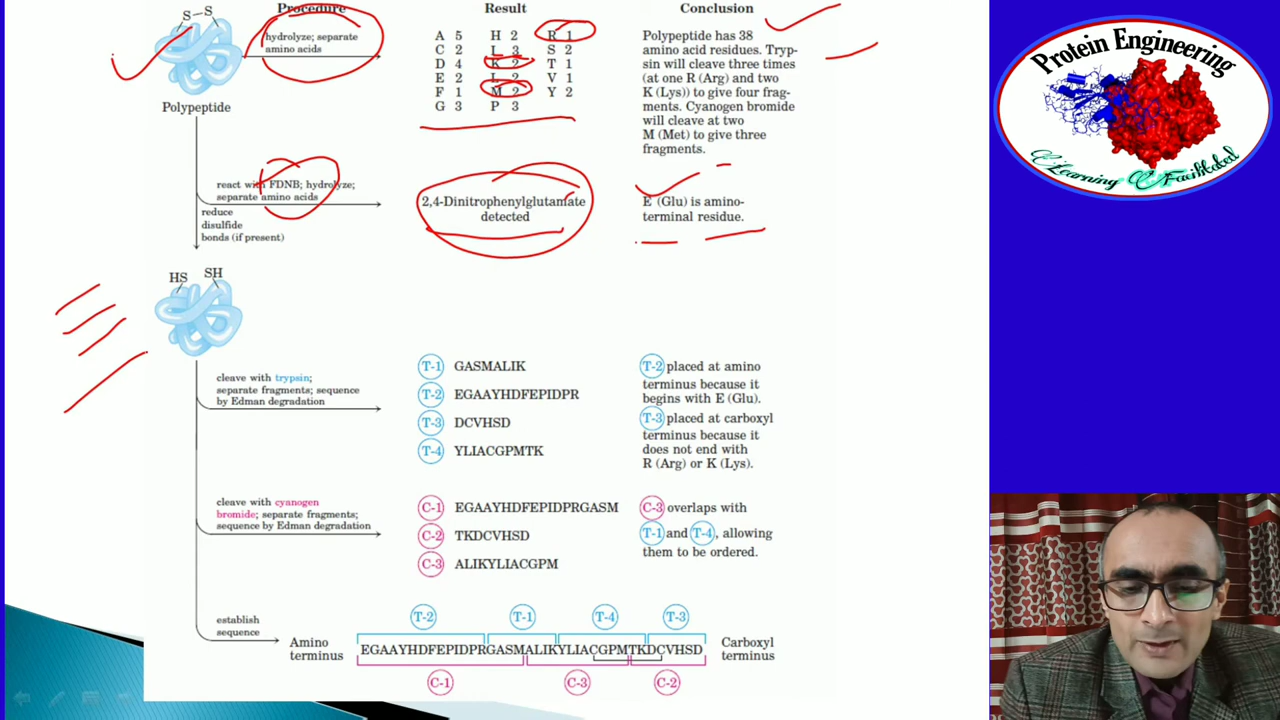 S—S
Procedure
Result
Conclusion
hydrolyze; separate
amino acids
A 5 H 2 R 1
C 2 I 3 S 2
D 4 K 2 T 1
E 2 L 2 V 1
F 1 M 2 Y 2
G 3 P 3
Polypeptide has 38
amino acid residues. Tryp-
sin will cleave three times
(at one R (Arg) and two
K (Lys)) to give four frag-
ments. Cyanogen bromide
will cleave at two
M (Met) to give three
fragments.
Polypeptide
react with FDNB; hydrolyze;
separate amino acids
2,4-Dinitrophenylglutamate
detected
E (Glu) is amino-
terminal residue.
reduce
disulfide
bonds (if present)
HS SH
cleave with trypsin;
separate fragments; sequence
by Edman degradation
T-1 GASMALIK
T-2 EGAAYHDFEPIDPR
T-3 DCVHSD
T-4 YLIACGPMTK
T-2 placed at amino
terminus because it
begins with E (Glu).
T-3 placed at carboxyl
terminus because it
does not end with
R (Arg) or K (Lys).
cleave with cyanogen
bromide; separate fragments;
sequence by Edman degradation
C-1 EGAAYHDFEPIDPRGASM
C-2 TKDCVHSD
C-3 ALIKYLIACGPM
C-3 overlaps with
T-1 and T-4, allowing
them to be ordered.
establish
sequence
T-2 T-1 T-4 T-3
Amino
terminus
EGAAYHDFEPIDPRGASMALIKYLIACGPMTKDCVHSD
Carboxyl
terminus
C-1 C-3 C-2
Protein Engineering
eLearning eFacilitated